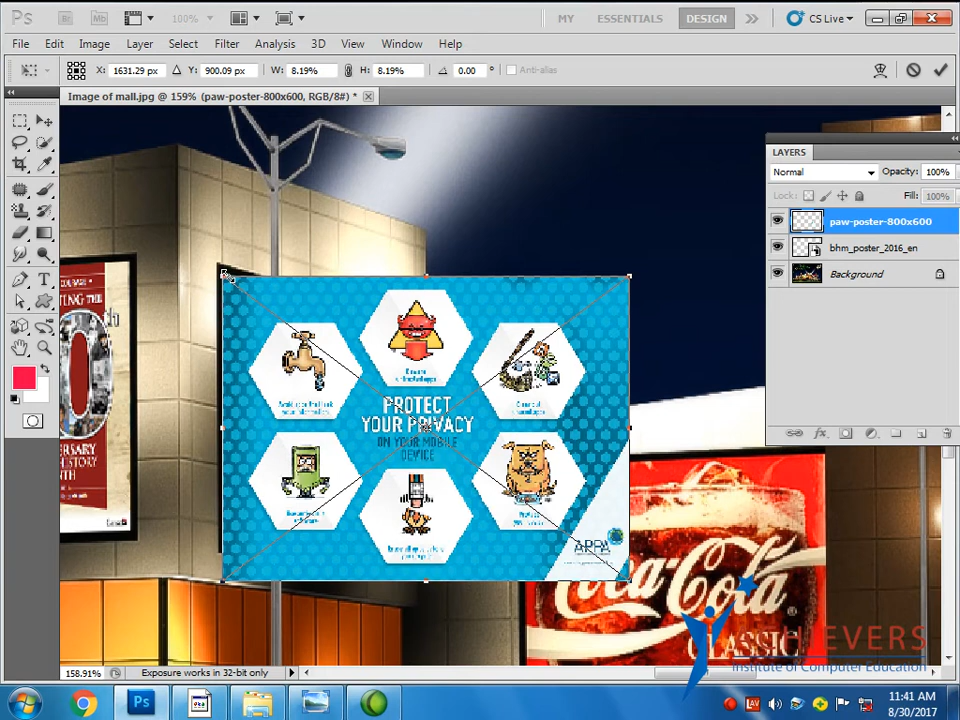 Ps Br Mb 100% MY ESSENTIALS DESIGN CS Live
File Edit Image Layer Select Filter Analysis 3D View Window Help
X: 1631.29 px Y: 900.09 px W: 8.19% H: 8.19% 0.00 ° Anti-alias
Image of mall.jpg @ 159% (paw-poster-800x600, RGB/8#) *
LAYERS
Normal Opacity: 100%
Lock: Fill: 100%
paw-poster-800x600
bhm_poster_2016_en
Background
PROTECT
YOUR PRIVACY
ON YOUR MOBILE
DEVICE
APPA
Coca-Cola
CLASSIC
IEVERS
Institute of Computer Education
158.91% Exposure works in 32-bit only
Ps
11:41 AM
8/30/2017